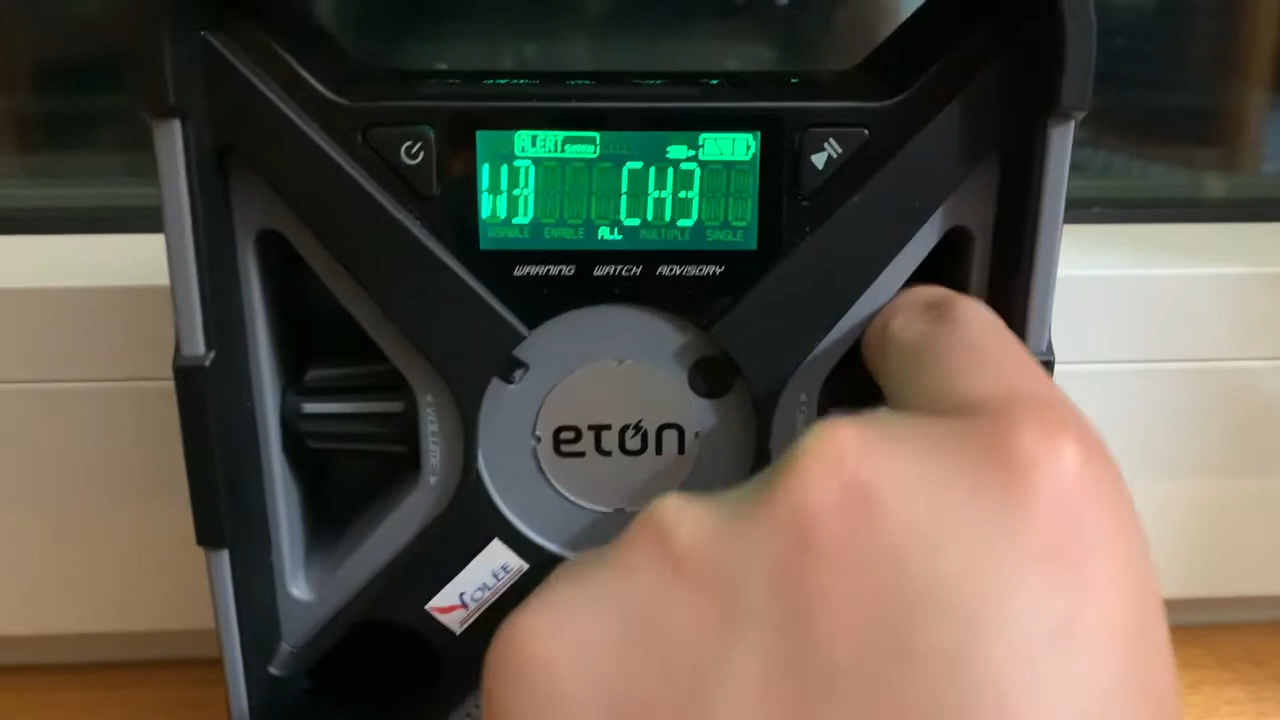 ALERT
WB CH3
DISABLE ENABLE ALL MULTIPLE SINGLE
WARNING WATCH ADVISORY
VOLUME
etón
VOLÉE